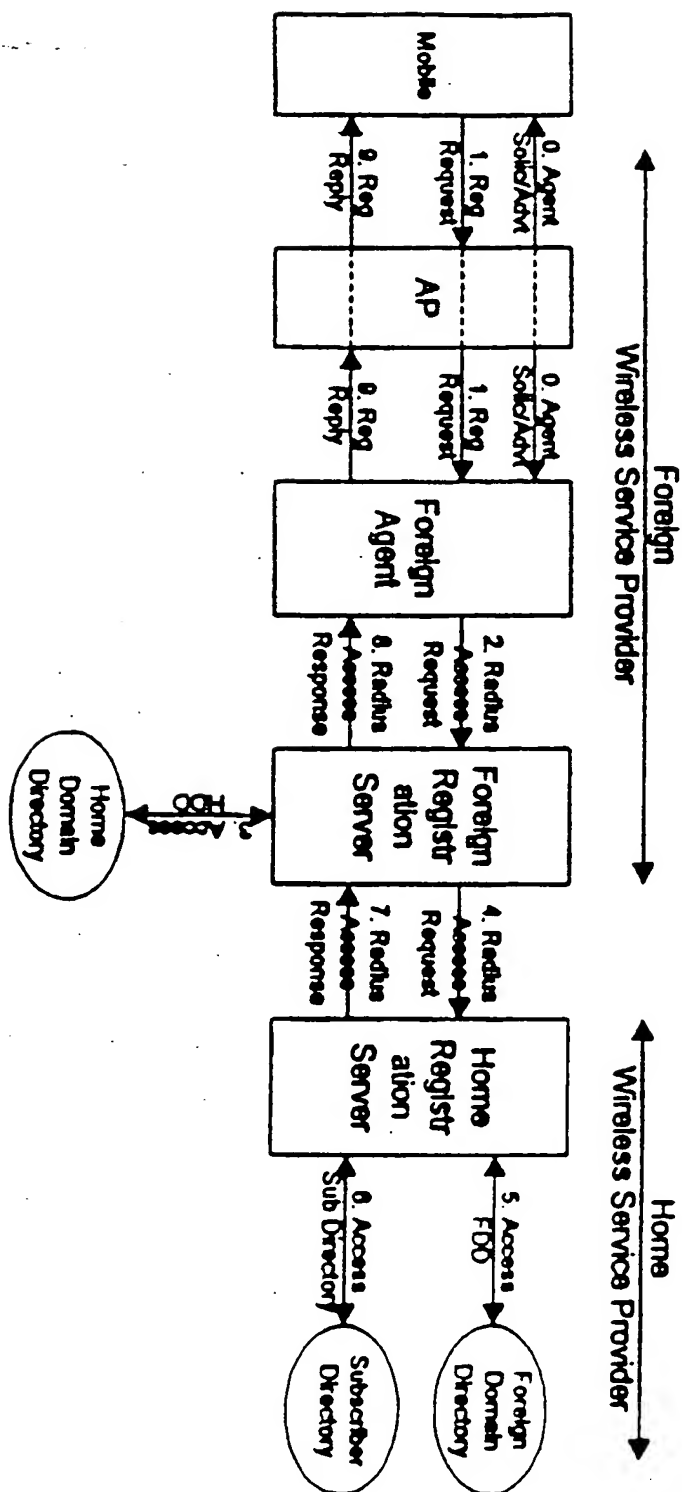 Foreign
Wireless Service Provider
Home
Wireless Service Provider
Mobile
0. Agent
Solic/Advt
1. Reg
Request
9. Reg
Reply
AP
0. Agent
Solic/Advt
1. Reg
Request
9. Reg
Reply
Foreign
Agent
2. Radius
Access
Request
8. Radius
Access
Response
Foreign
Registr
ation
Server
Access
HDD
Home
Domain
Directory
4. Radius
Access
Request
7. Radius
Access
Response
Home
Registr
ation
Server
5. Access
FDD
6. Access
Sub Directory
Foreign
Domain
Directory
Subscriber
Directory